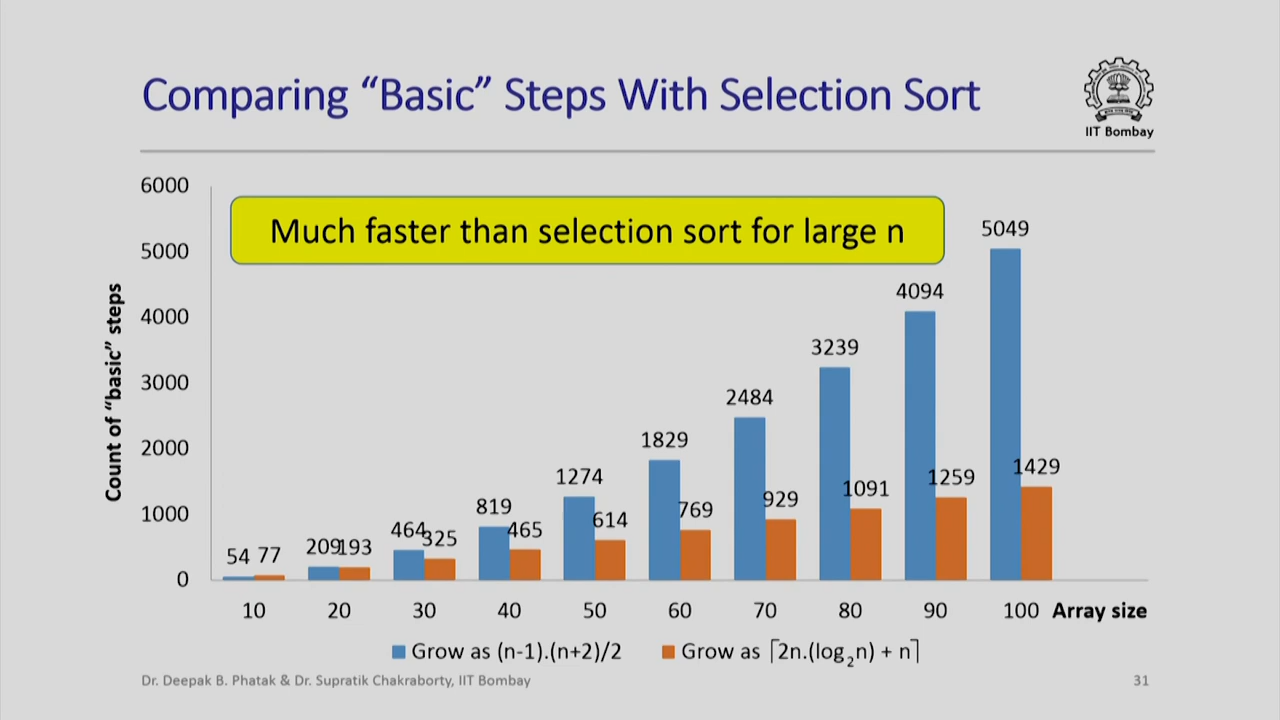 Comparing “Basic” Steps With Selection Sort
IIT Bombay
Much faster than selection sort for large n
Count of “basic” steps
6000
5000
4000
3000
2000
1000
0
54 77
209 193
464 325
819 465
1274 614
1829 769
2484 929
3239 1091
4094 1259
5049 1429
10 20 30 40 50 60 70 80 90 100 Array size
Grow as (n-1).(n+2)/2 Grow as ⌈2n.(log₂n) + n⌉
Dr. Deepak B. Phatak & Dr. Supratik Chakraborty, IIT Bombay 31